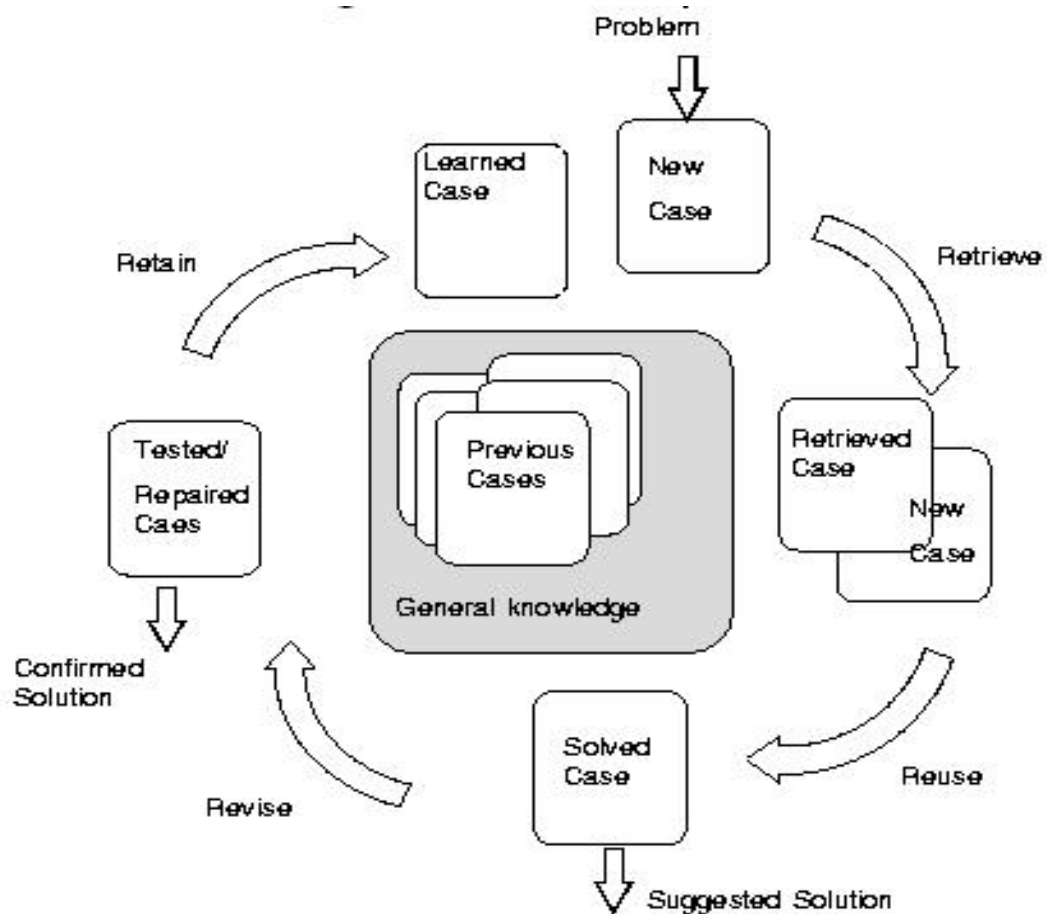 Problem
Learned
Case
New
Case
Retain
Retrieve
Previous
Cases
Retrieved
Case
New
Case
Tested/
Repaired
Caes
General knowledge
Confirmed
Solution
Solved
Case
Reuse
Revise
Suggested Solution